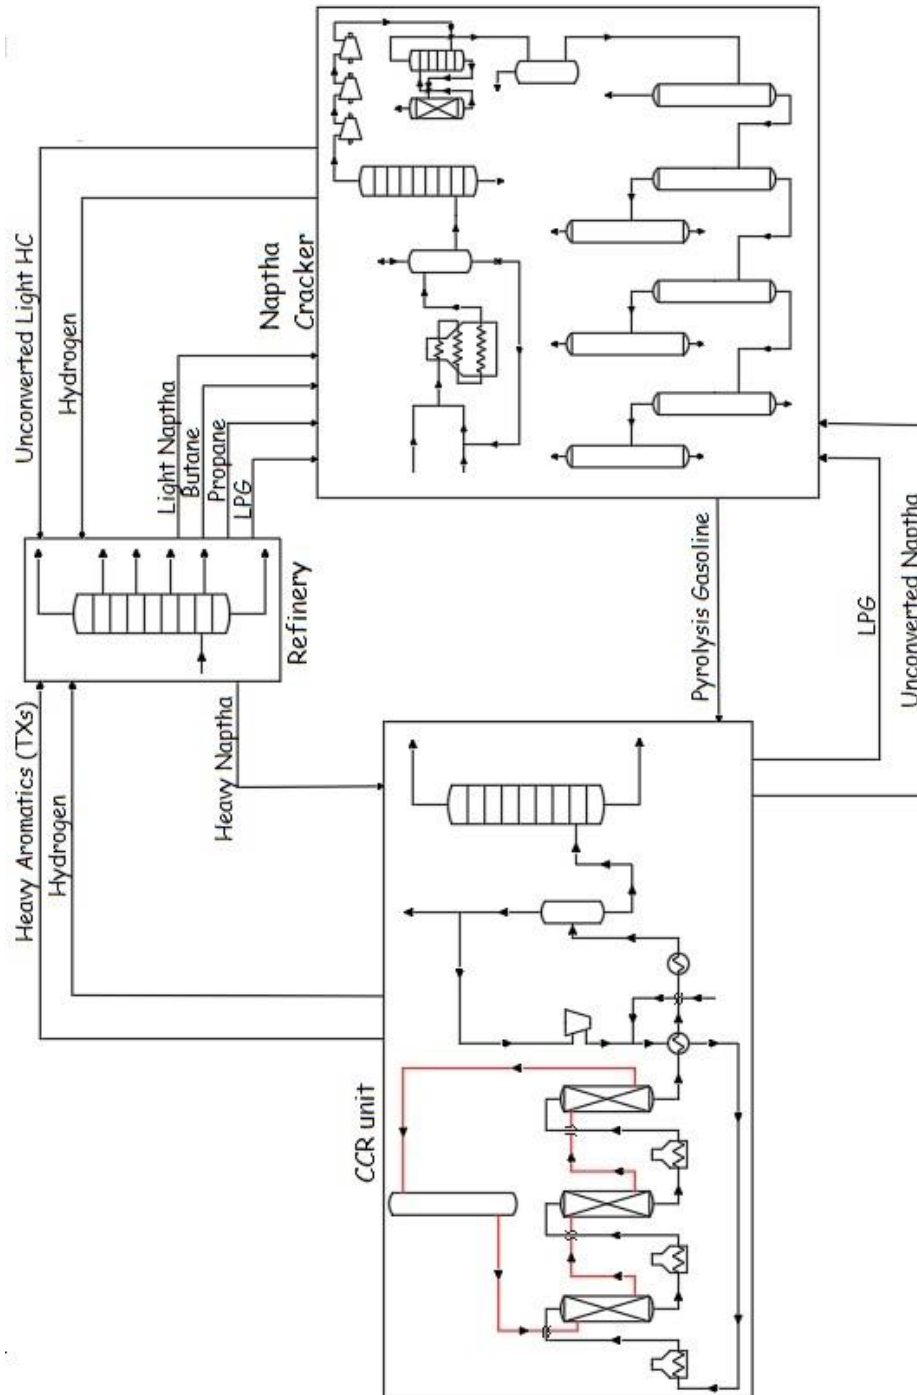 Unconverted Light HC
Hydrogen
Naptha
Cracker
Light Naptha
Butane
Propane
LPG
Refinery
Heavy Aromatics (TXs)
Hydrogen
Heavy Naptha
Pyrolysis Gasoline
LPG
Unconverted Naptha
CCR unit